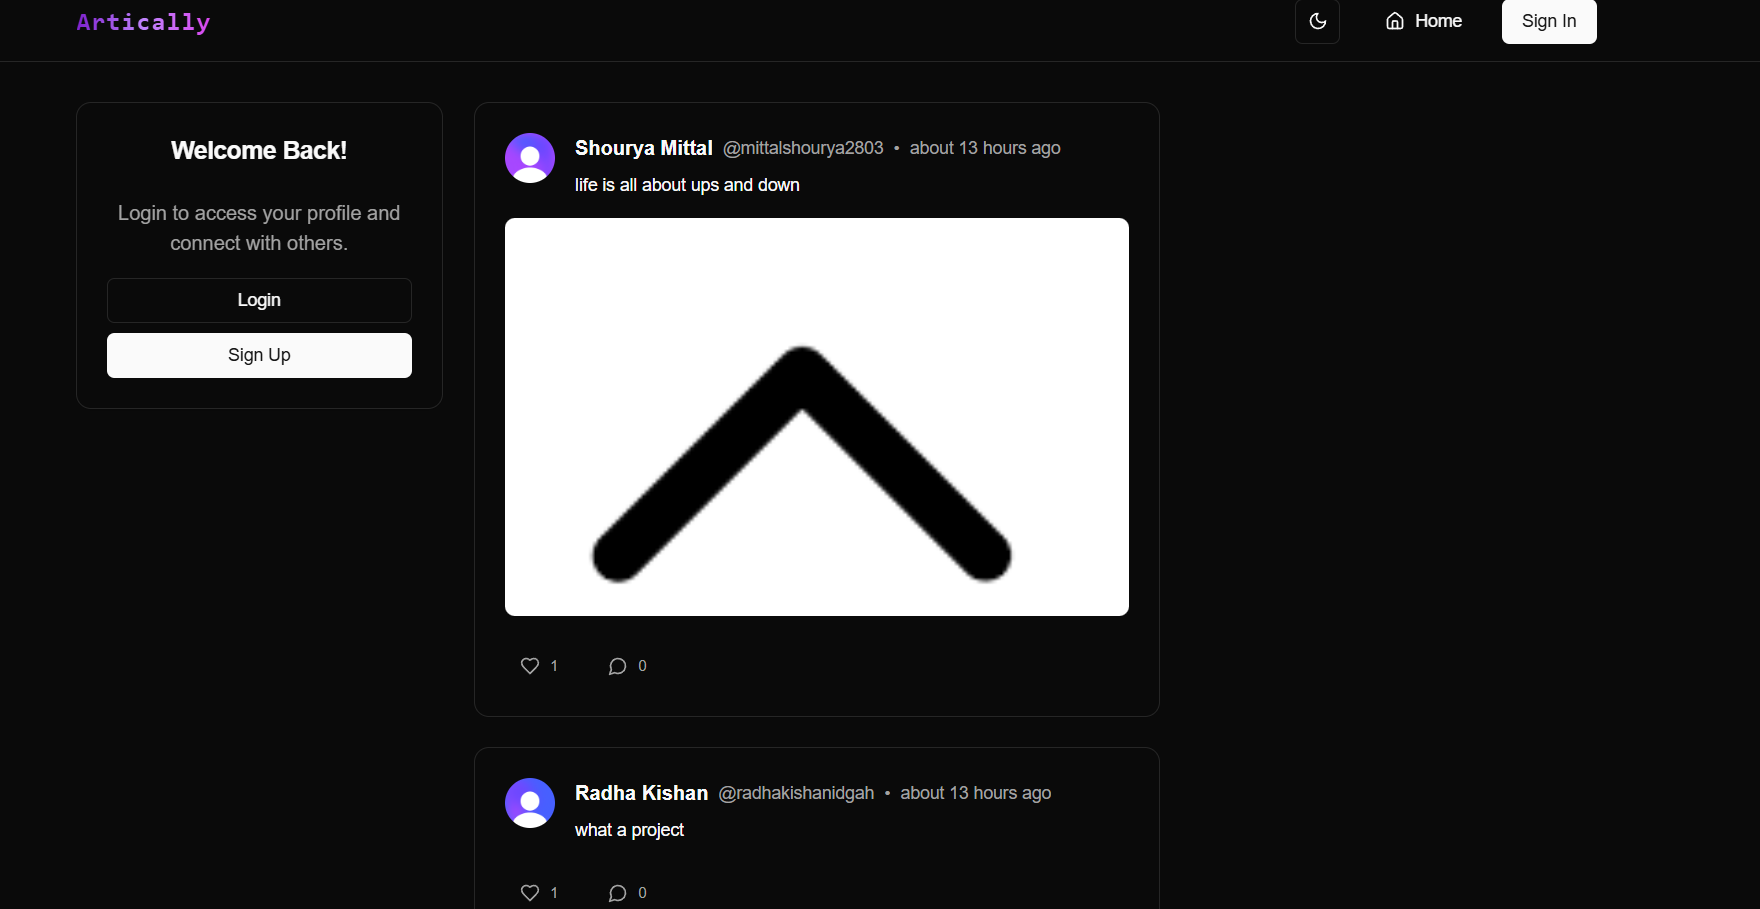 Artically
Home
Sign In
Welcome Back!
Login to access your profile and
connect with others.
Login
Sign Up
Shourya Mittal @mittalshourya2803 • about 13 hours ago
life is all about ups and down
1 0
Radha Kishan @radhakishanidgah • about 13 hours ago
what a project
1 0